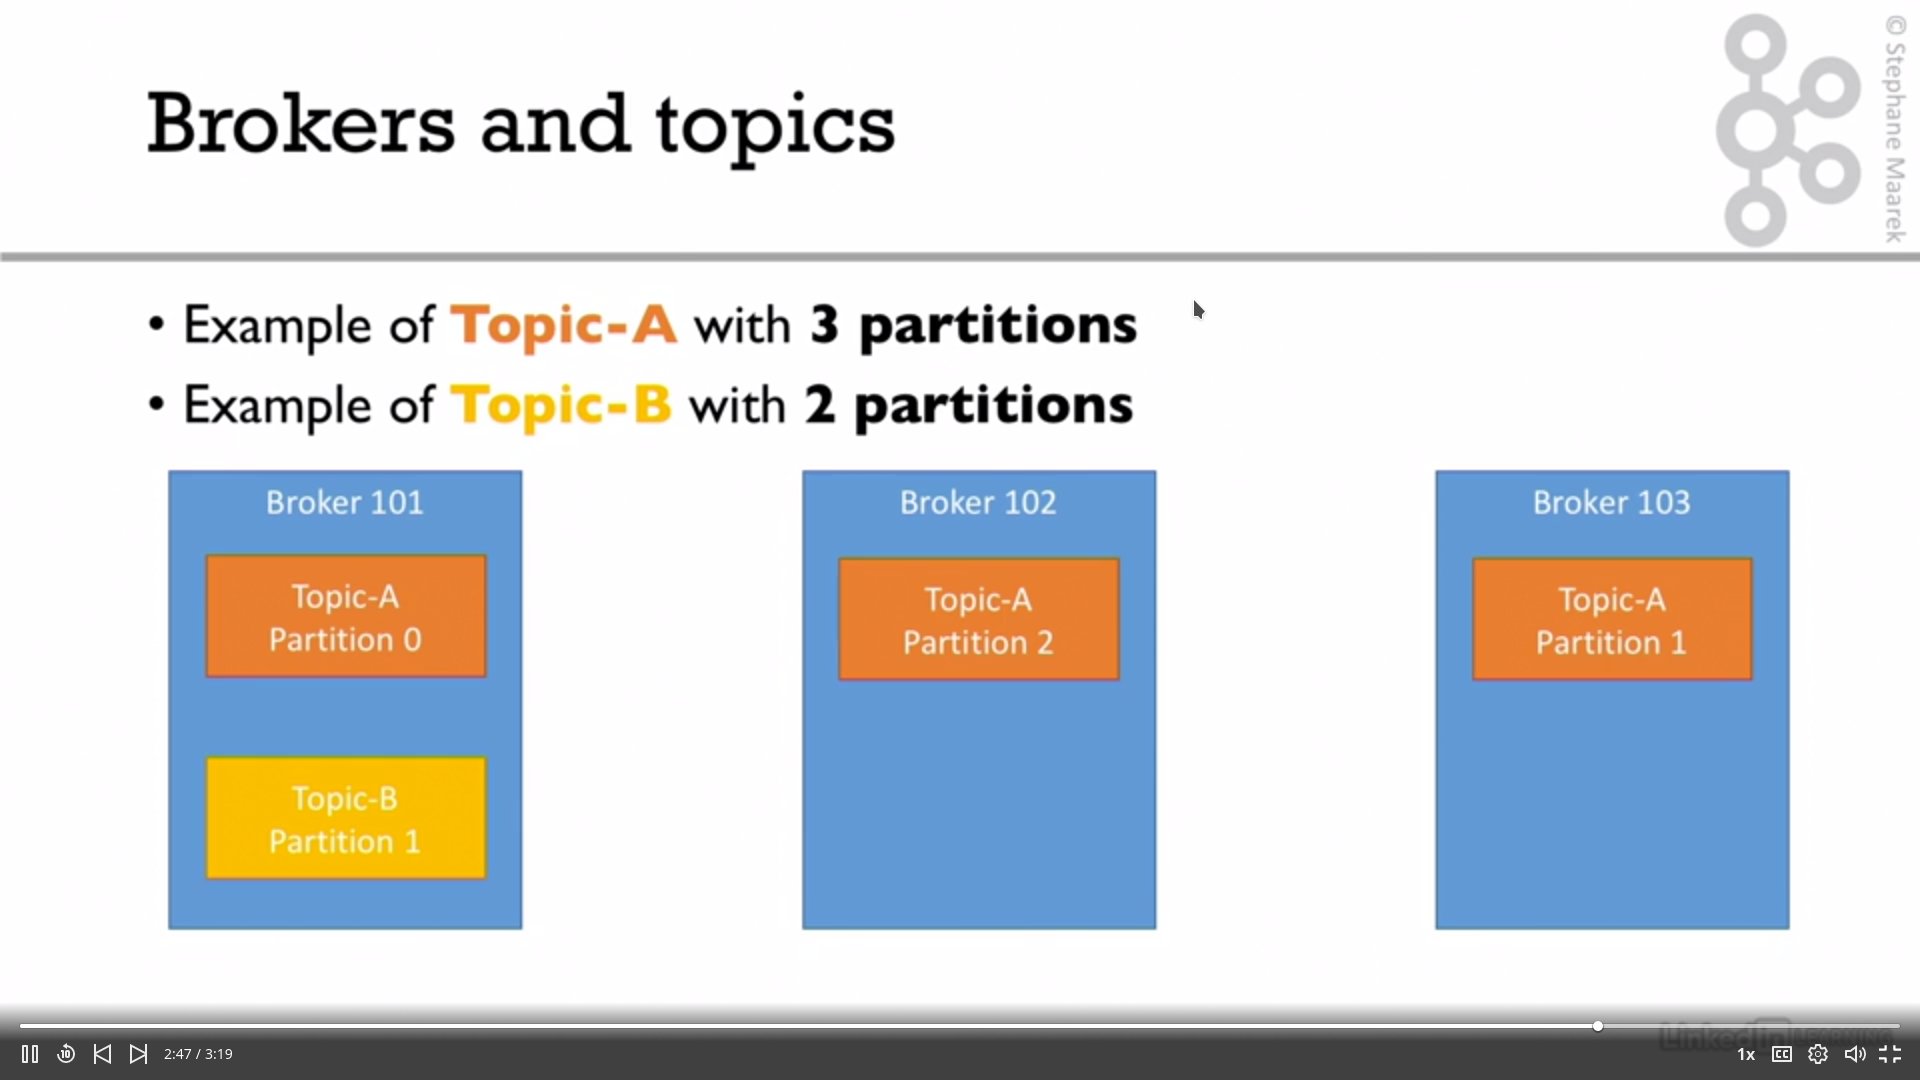 Brokers and topics
© Stephane Maarek
• Example of Topic-A with 3 partitions
• Example of Topic-B with 2 partitions
Broker 101
Topic-A
Partition 0
Topic-B
Partition 1
Broker 102
Topic-A
Partition 2
Broker 103
Topic-A
Partition 1
LinkedIn LEARNING
10
2:47 / 3:19
1x
CC